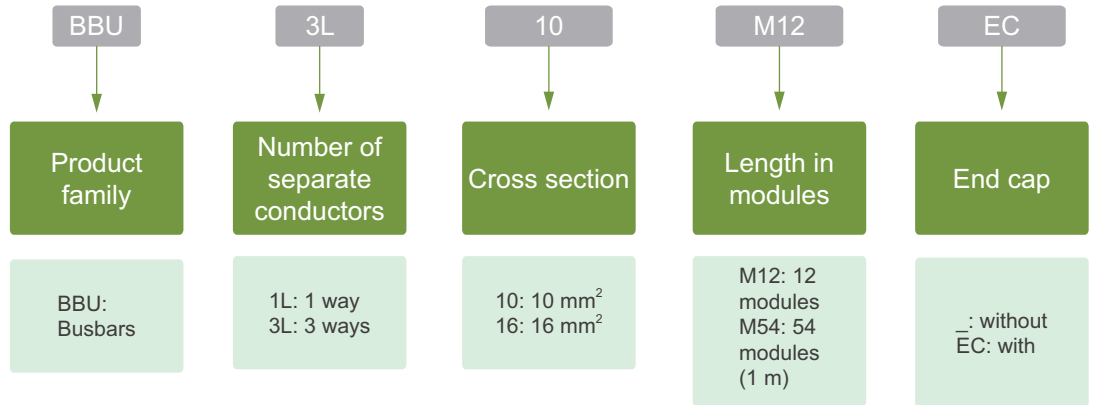 BBU
3L
10
M12
EC
Product
family
Number of
separate
conductors
Cross section
Length in
modules
End cap
BBU:
Busbars
1L: 1 way
3L: 3 ways
10: 10 mm²
16: 16 mm²
M12: 12
modules
M54: 54
modules
(1 m)
_: without
EC: with